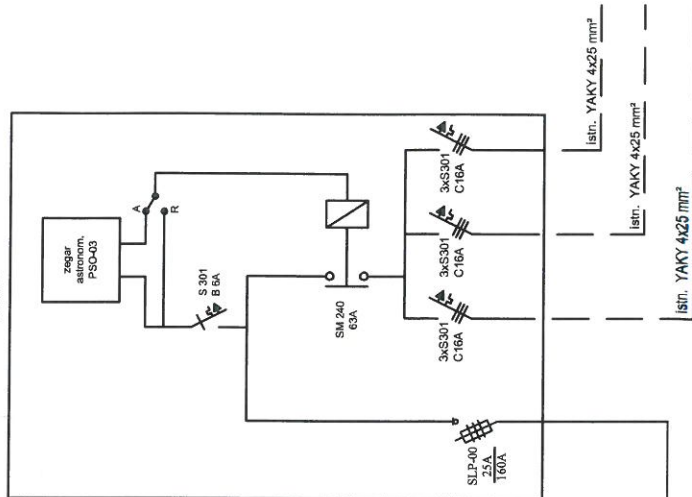 zegar
astronom.
PSO-03
A
R
S 301
B 6A
SM 240
63A
3xS301
C16A
3xS301
C16A
3xS301
C16A
SLP-00
25A
160A
istn. YAKY 4x25 mm²
istn. YAKY 4x25 mm²
istn. YAKY 4x25 mm²